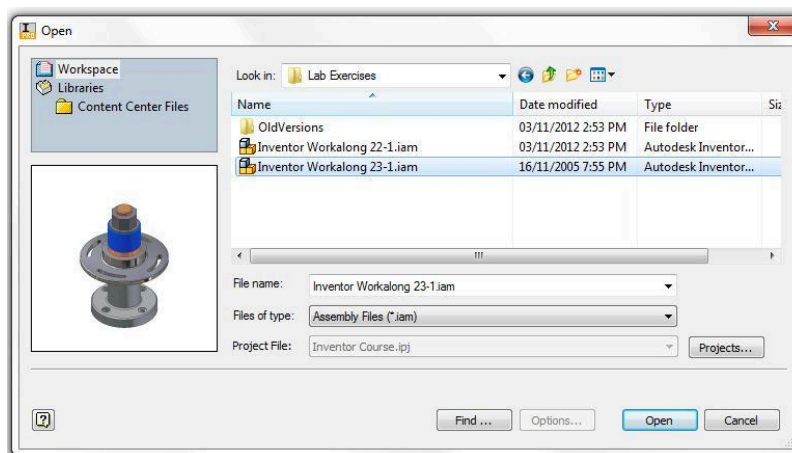 Open
Workspace
Libraries
Content Center Files
Look in: Lab Exercises
Name Date modified Type Siz
OldVersions 03/11/2012 2:53 PM File folder
Inventor Workalong 22-1.iam 03/11/2012 2:53 PM Autodesk Inventor...
Inventor Workalong 23-1.iam 16/11/2005 7:55 PM Autodesk Inventor...
File name: Inventor Workalong 23-1.iam
Files of type: Assembly Files (*.iam)
Project File: Inventor Course.ipj Projects...
Find ... Options... Open Cancel